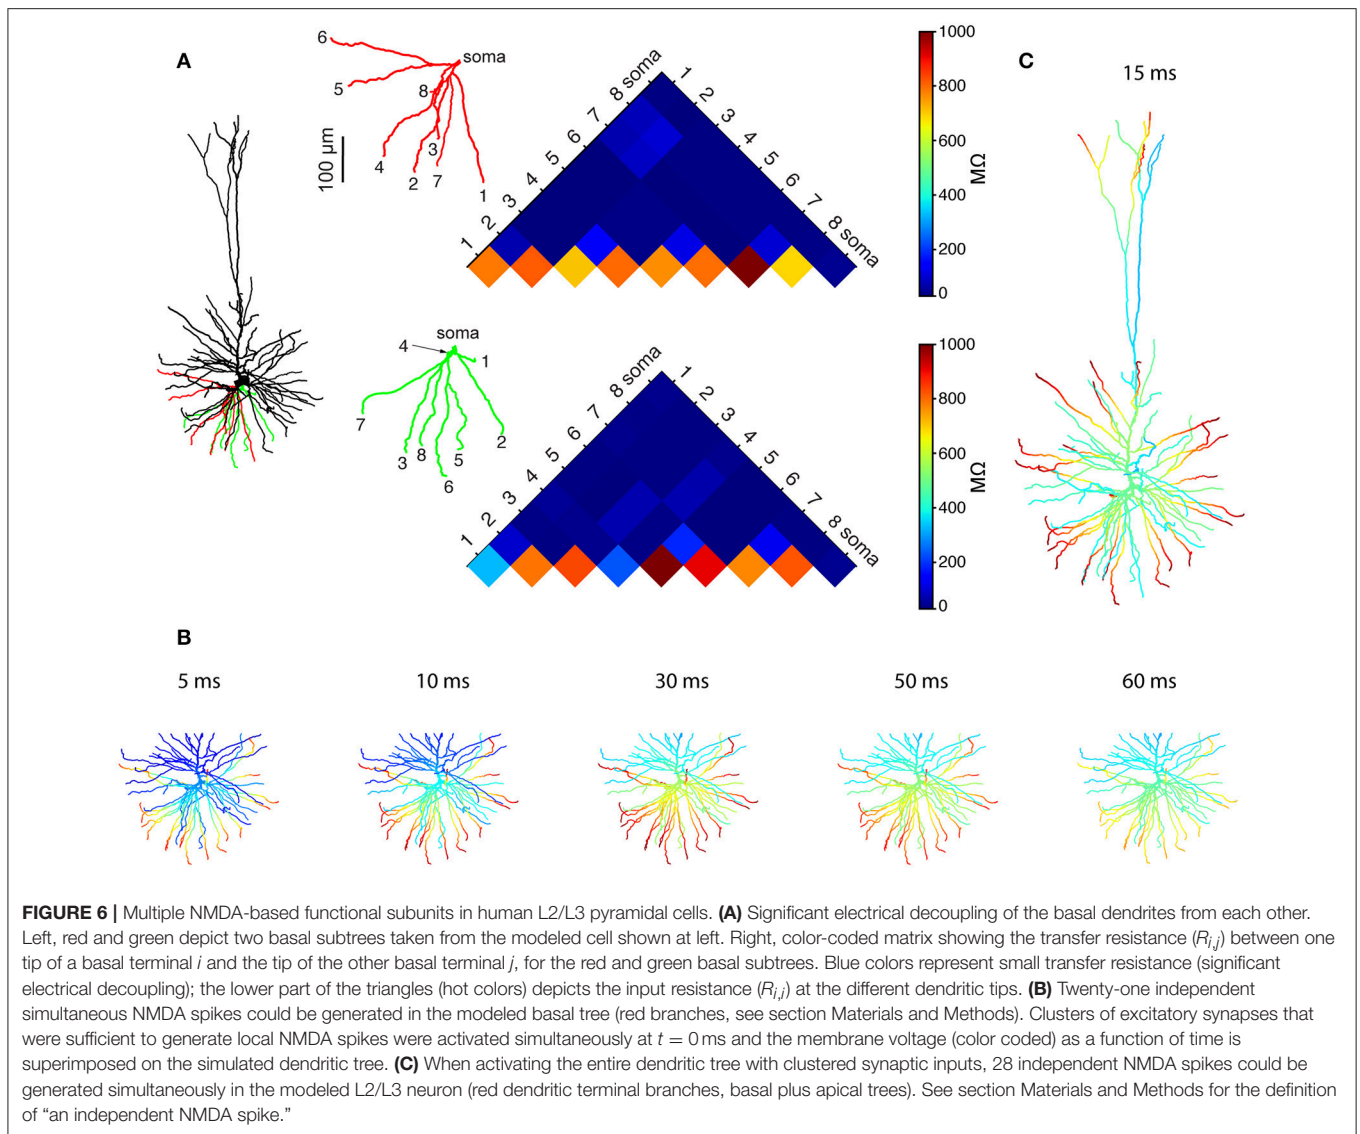 A
6
soma
5
8
100 µm
4
3
2
7
1
1 2 3 4 5 6 7 8 soma
1 2 3 4 5 6 7 8 soma
1000
800
600
400
200
0
MΩ
soma
4
1
7
3
8
5
2
6
1 2 3 4 5 6 7 8 soma
1 2 3 4 5 6 7 8 soma
1000
800
600
400
200
0
MΩ
C
15 ms
B
5 ms
10 ms
30 ms
50 ms
60 ms
FIGURE 6 | Multiple NMDA-based functional subunits in human L2/L3 pyramidal cells. (A) Significant electrical decoupling of the basal dendrites from each other.
Left, red and green depict two basal subtrees taken from the modeled cell shown at left. Right, color-coded matrix showing the transfer resistance (Ri,j) between one
tip of a basal terminal i and the tip of the other basal terminal j, for the red and green basal subtrees. Blue colors represent small transfer resistance (significant
electrical decoupling); the lower part of the triangles (hot colors) depicts the input resistance (Ri,j) at the different dendritic tips. (B) Twenty-one independent
simultaneous NMDA spikes could be generated in the modeled basal tree (red branches, see section Materials and Methods). Clusters of excitatory synapses that
were sufficient to generate local NMDA spikes were activated simultaneously at t = 0 ms and the membrane voltage (color coded) as a function of time is
superimposed on the simulated dendritic tree. (C) When activating the entire dendritic tree with clustered synaptic inputs, 28 independent NMDA spikes could be
generated simultaneously in the modeled L2/L3 neuron (red dendritic terminal branches, basal plus apical trees). See section Materials and Methods for the definition
of “an independent NMDA spike.”